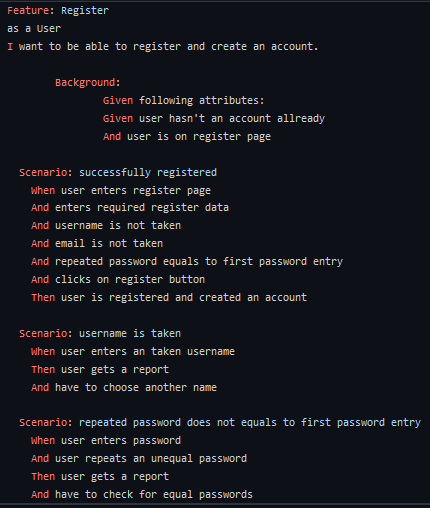 Feature: Register
as a User
I want to be able to register and create an account.
Background:
Given following attributes:
Given user hasn't an account allready
And user is on register page
Scenario: successfully registered
When user enters register page
And enters required register data
And username is not taken
And email is not taken
And repeated password equals to first password entry
And clicks on register button
Then user is registered and created an account
Scenario: username is taken
When user enters an taken username
Then user gets a report
And have to choose another name
Scenario: repeated password does not equals to first password entry
When user enters password
And user repeats an unequal password
Then user gets a report
And have to check for equal passwords